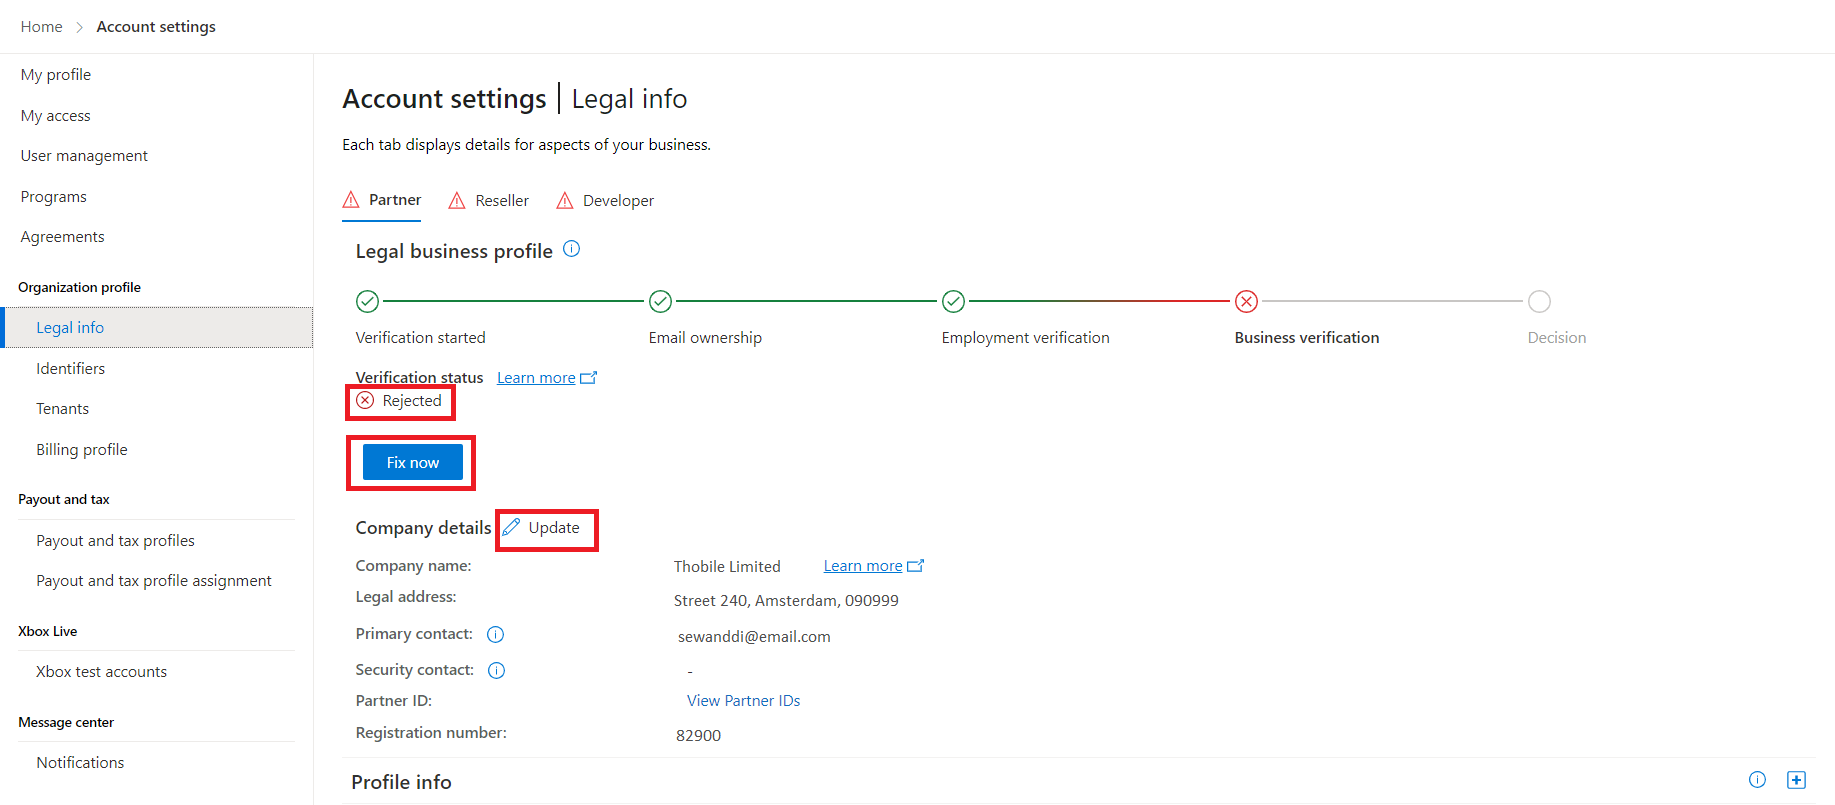 Home > Account settings
My profile
My access
User management
Programs
Agreements
Organization profile
Legal info
Identifiers
Tenants
Billing profile
Payout and tax
Payout and tax profiles
Payout and tax profile assignment
Xbox Live
Xbox test accounts
Message center
Notifications
Account settings | Legal info
Each tab displays details for aspects of your business.
Partner Reseller Developer
Legal business profile
Verification started Email ownership Employment verification Business verification Decision
Verification status Learn more
Rejected
Fix now
Company details Update
Company name: Thobile Limited Learn more
Legal address: Street 240, Amsterdam, 090999
Primary contact: sewanddi@email.com
Security contact: -
Partner ID: View Partner IDs
Registration number: 82900
Profile info